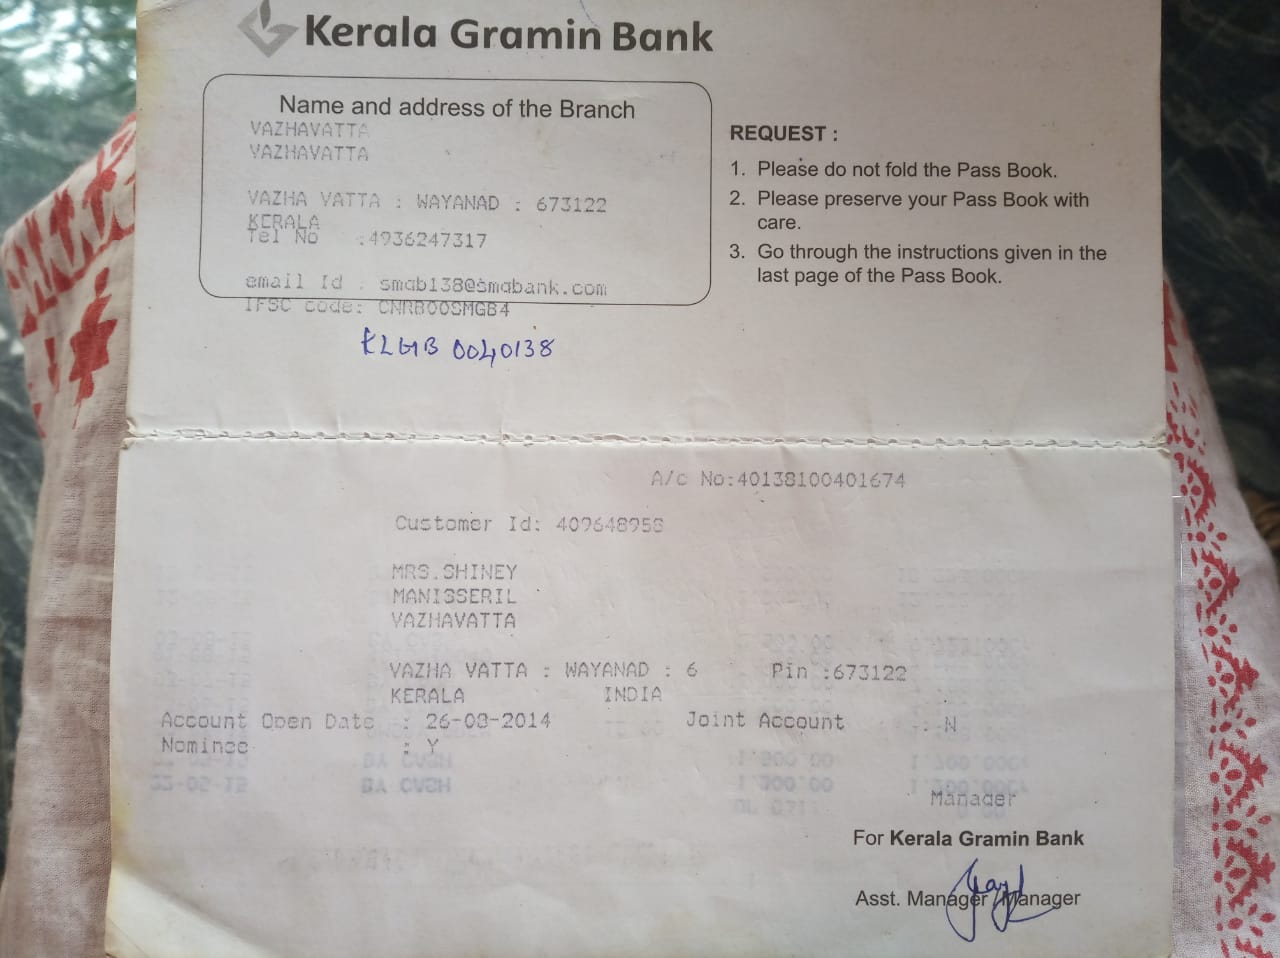 Kerala Gramin Bank
Name and address of the Branch
VAZHAVATTA
VAZHAVATTA
VAZHA VATTA : WAYANAD : 673122
KERALA
Tel No :4936247317
email Id : smgb138@smgbank.com
IFSC code: CNRB00SMGB4
KLGB 0040138
REQUEST :
1. Please do not fold the Pass Book.
2. Please preserve your Pass Book with
care.
3. Go through the instructions given in the
last page of the Pass Book.
A/c No:40138100401674
Customer Id:
MRS.SHINEY
MANISSERIL
VAZHAVATTA
VAZHA VATTA : WAYANAD : 6 Pin :673122
KERALA INDIA
Account Open Date : 26-08-2014 Joint Account : N
Nominee : Y
Manager
For Kerala Gramin Bank
Asst. Manager / Manager